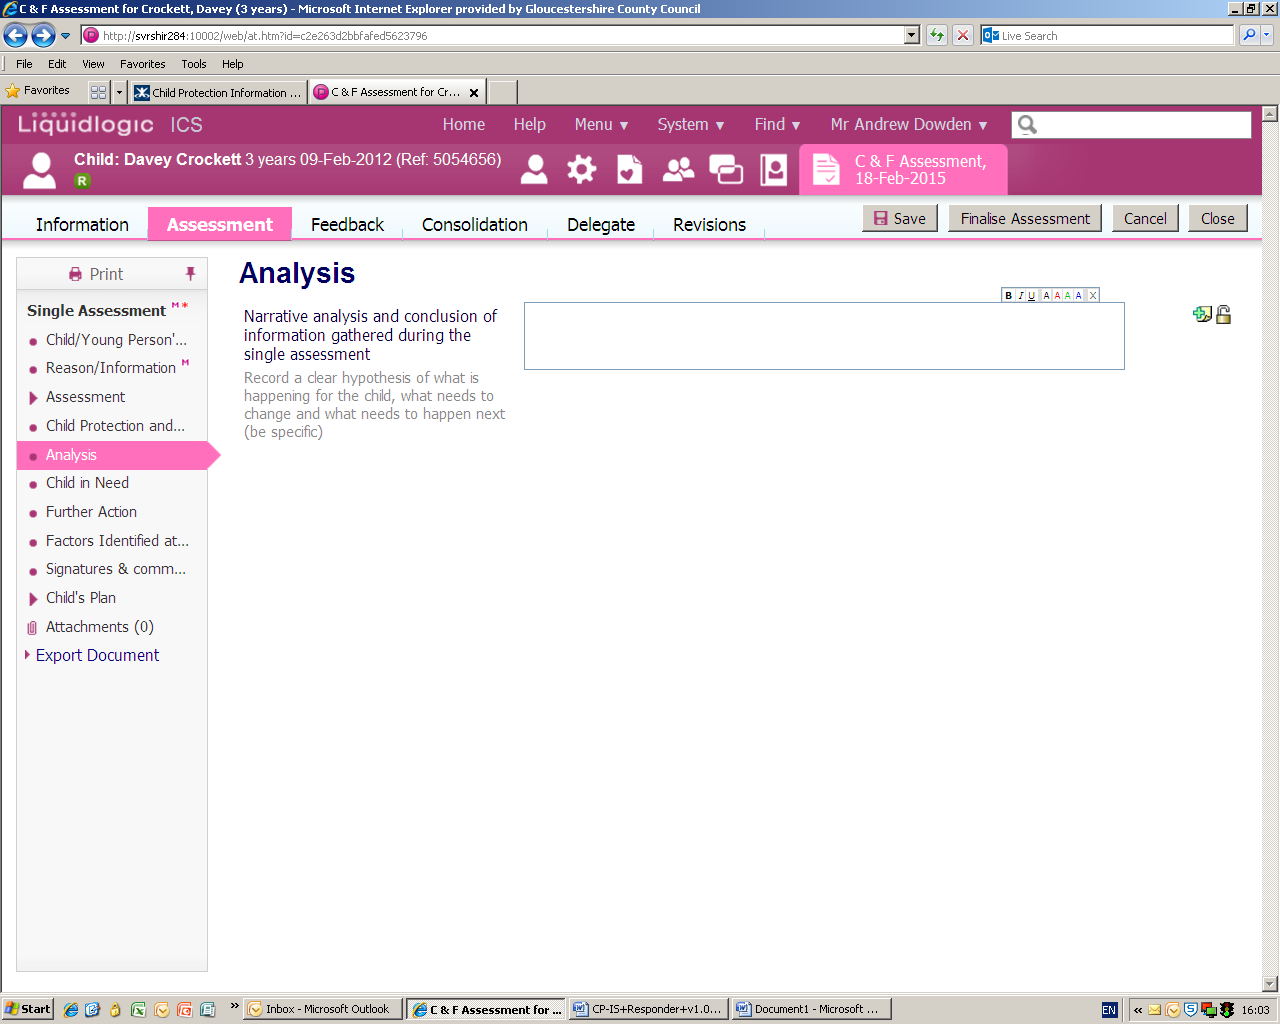 C & F Assessment for Crockett, Davey (3 years) - Microsoft Internet Explorer provided by Gloucestershire County Council
http://svrshir284:10002/web/at.htm?id=c2e263d2bbfafed5623796
Live Search
File Edit View Favorites Tools Help
Favorites
Child Protection Information ...
C & F Assessment for Cr...
Liquidlogic ICS
Home Help Menu ▼ System ▼ Find ▼ Mr Andrew Dowden ▼
Child: Davey Crockett 3 years 09-Feb-2012 (Ref: 5054656)
R
C & F Assessment,
18-Feb-2015
Information Assessment Feedback Consolidation Delegate Revisions
Save Finalise Assessment Cancel Close
Print
Single Assessment M *
Child/Young Person'...
Reason/Information M
Assessment
Child Protection and...
Analysis
Child in Need
Further Action
Factors Identified at...
Signatures & comm...
Child's Plan
Attachments (0)
Export Document
Analysis
B I U A A A A X
Narrative analysis and conclusion of
information gathered during the
single assessment
Record a clear hypothesis of what is
happening for the child, what needs to
change and what needs to happen next
(be specific)
Start
Inbox - Microsoft Outlook
C & F Assessment for ...
CP-IS+Responder+v1.0...
Document1 - Microsoft ...
EN
16:03